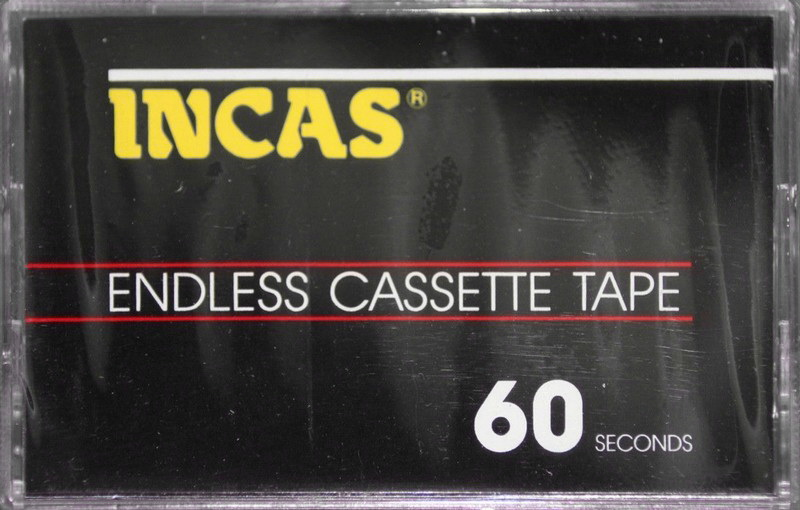 INCAS®
ENDLESS CASSETTE TAPE
60 SECONDS